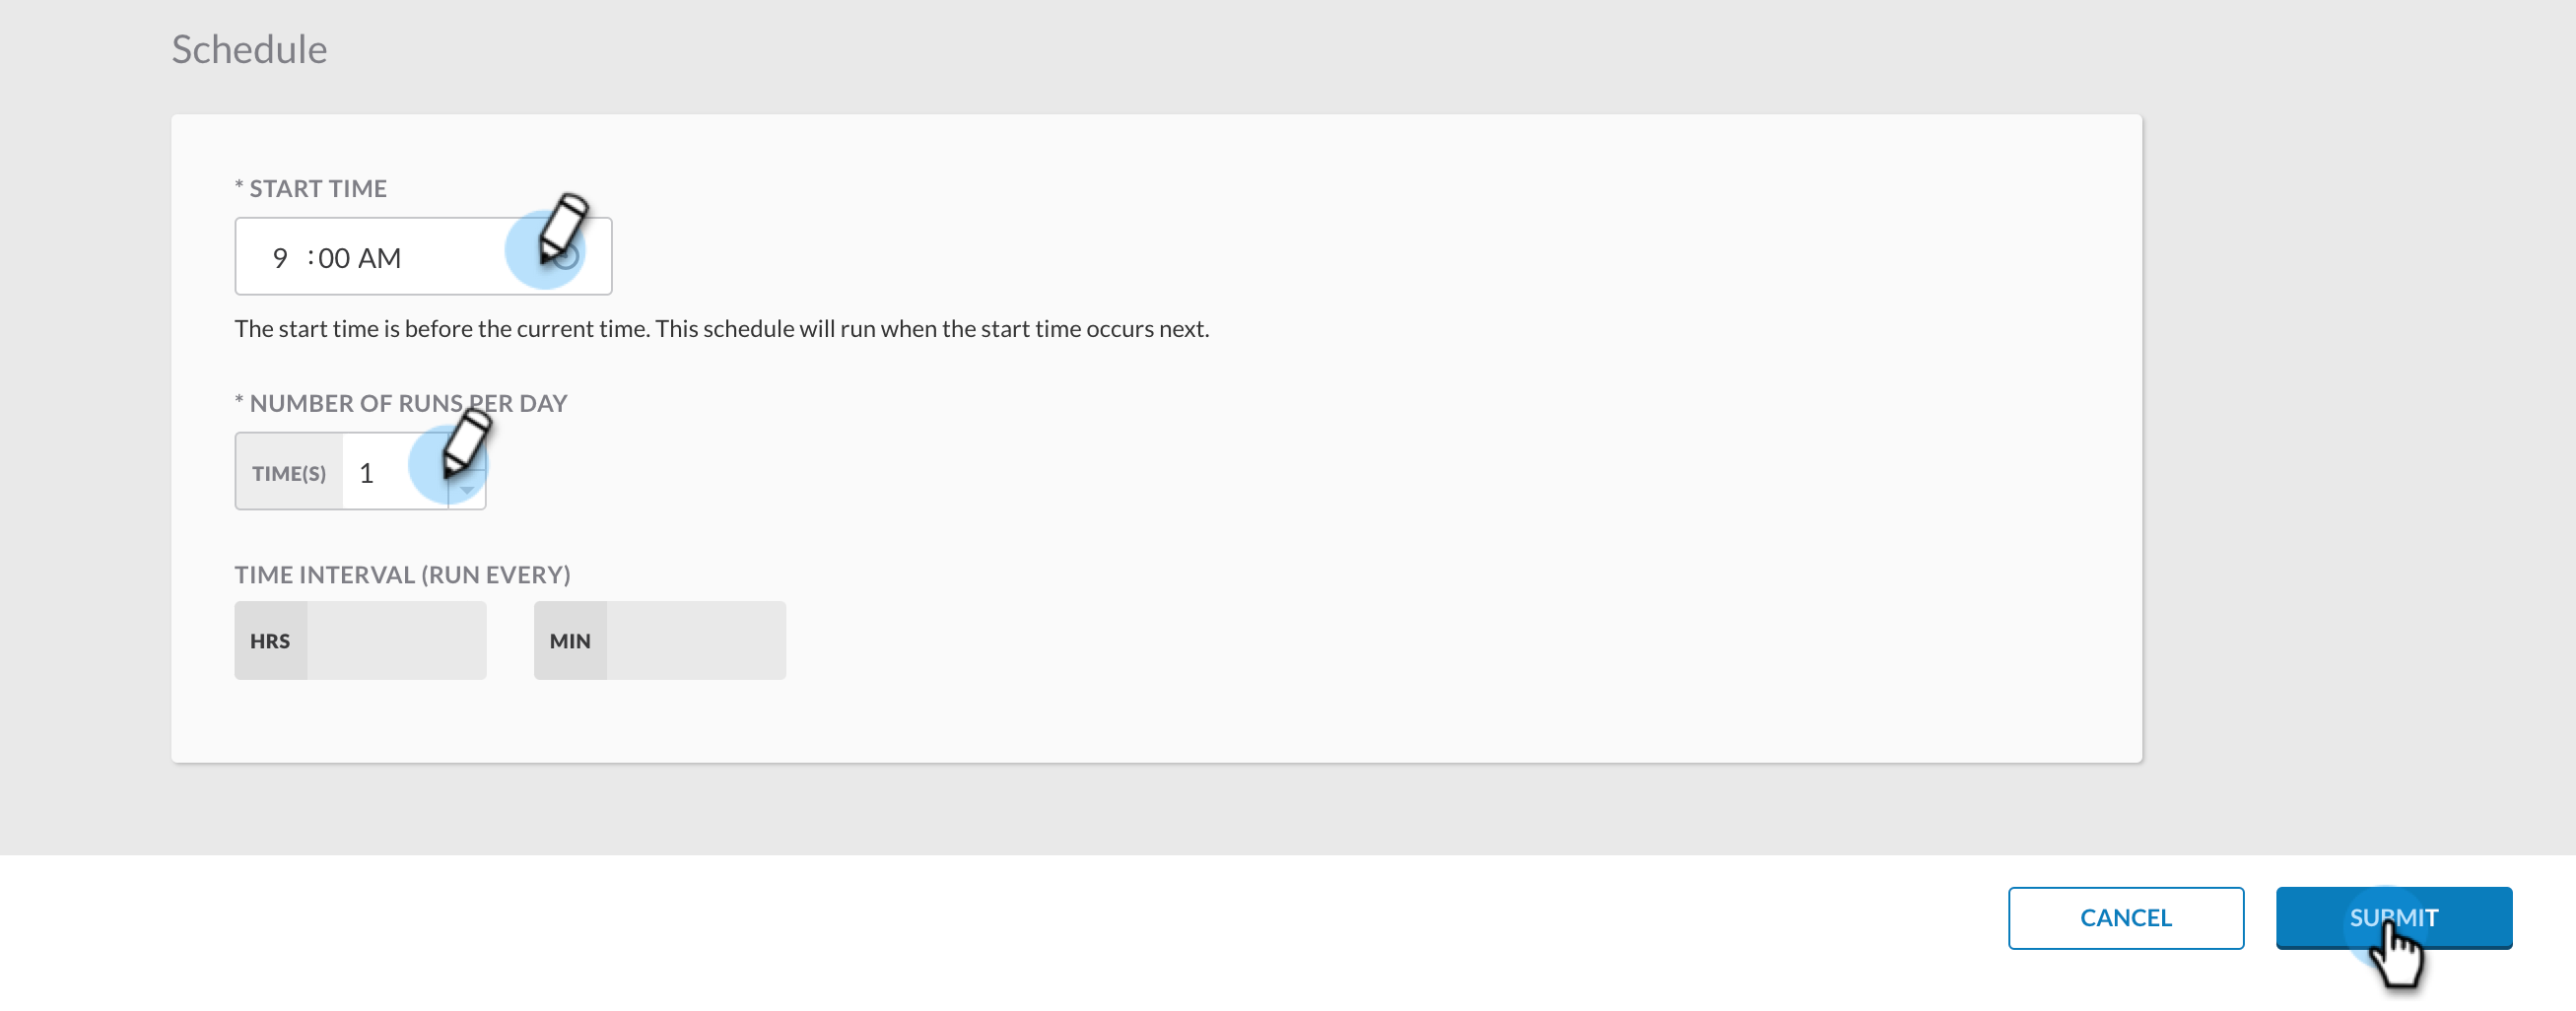 Schedule
* START TIME
9 :00 AM
The start time is before the current time. This schedule will run when the start time occurs next.
* NUMBER OF RUNS PER DAY
TIME(S) 1
TIME INTERVAL (RUN EVERY)
HRS MIN
CANCEL SUBMIT